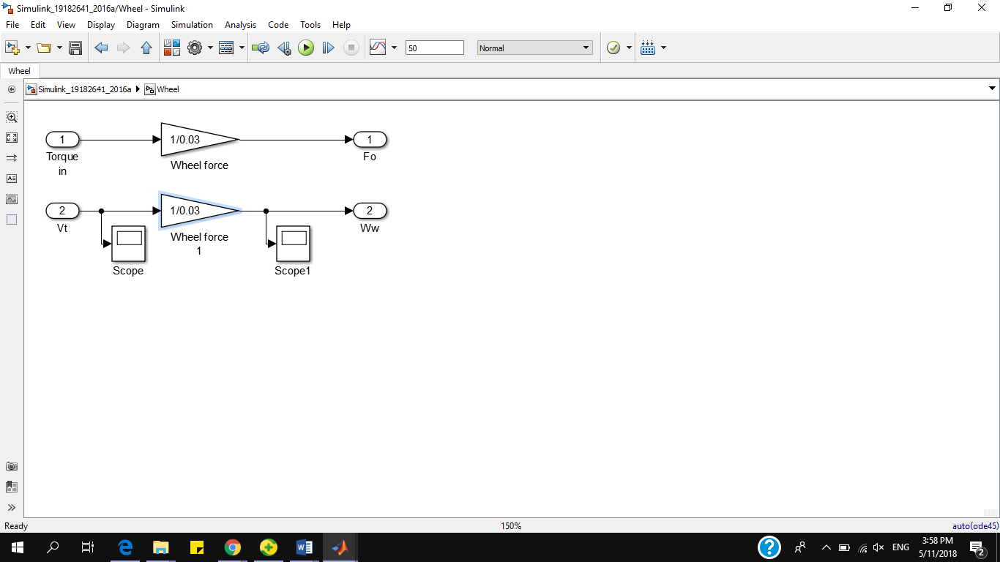 Simulink_19182641_2016a/Wheel - Simulink
File Edit View Display Diagram Simulation Analysis Code Tools Help
50 Normal
Wheel
Simulink_19182641_2016a Wheel
1 1/0.03 1
Torque
in
Wheel force
Fo
2 1/0.03 2
Vt
Wheel force
1
Ww
Scope
Scope1
Ready 150% auto(ode45)
ENG
3:58 PM
5/11/2018
2